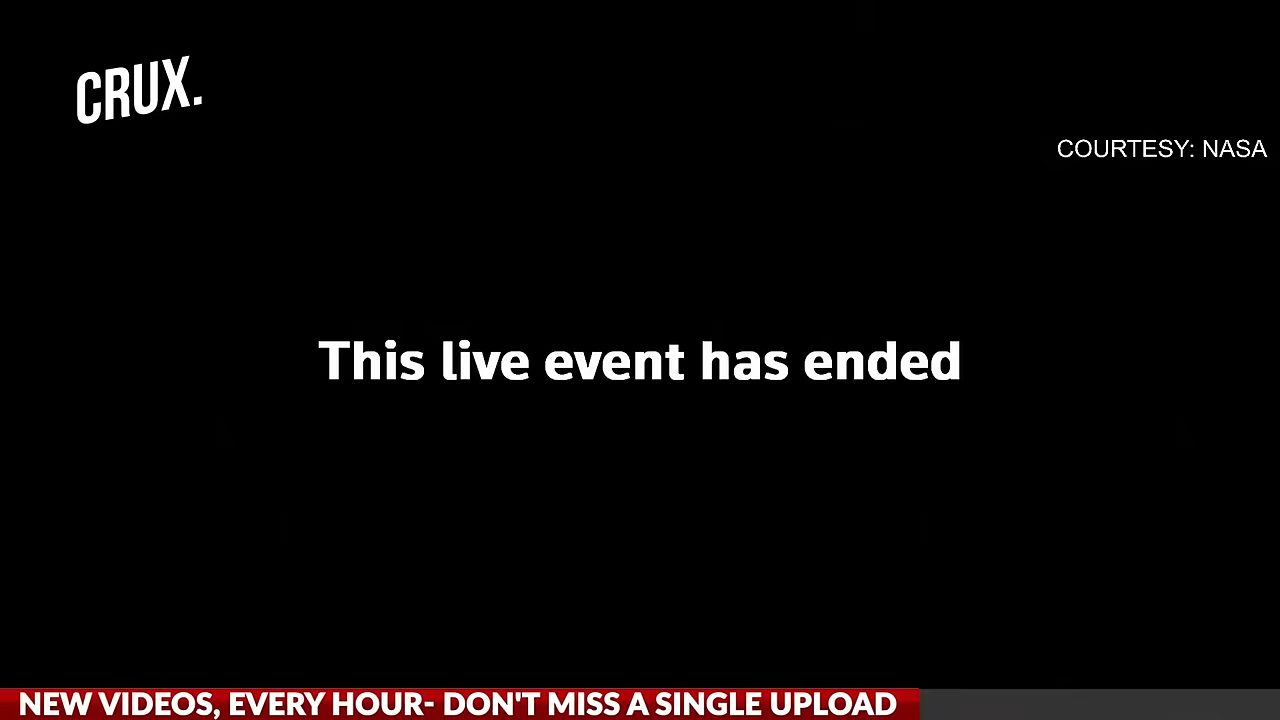 CRUX.
COURTESY: NASA
This live event has ended
NEW VIDEOS, EVERY HOUR- DON'T MISS A SINGLE UPLOAD